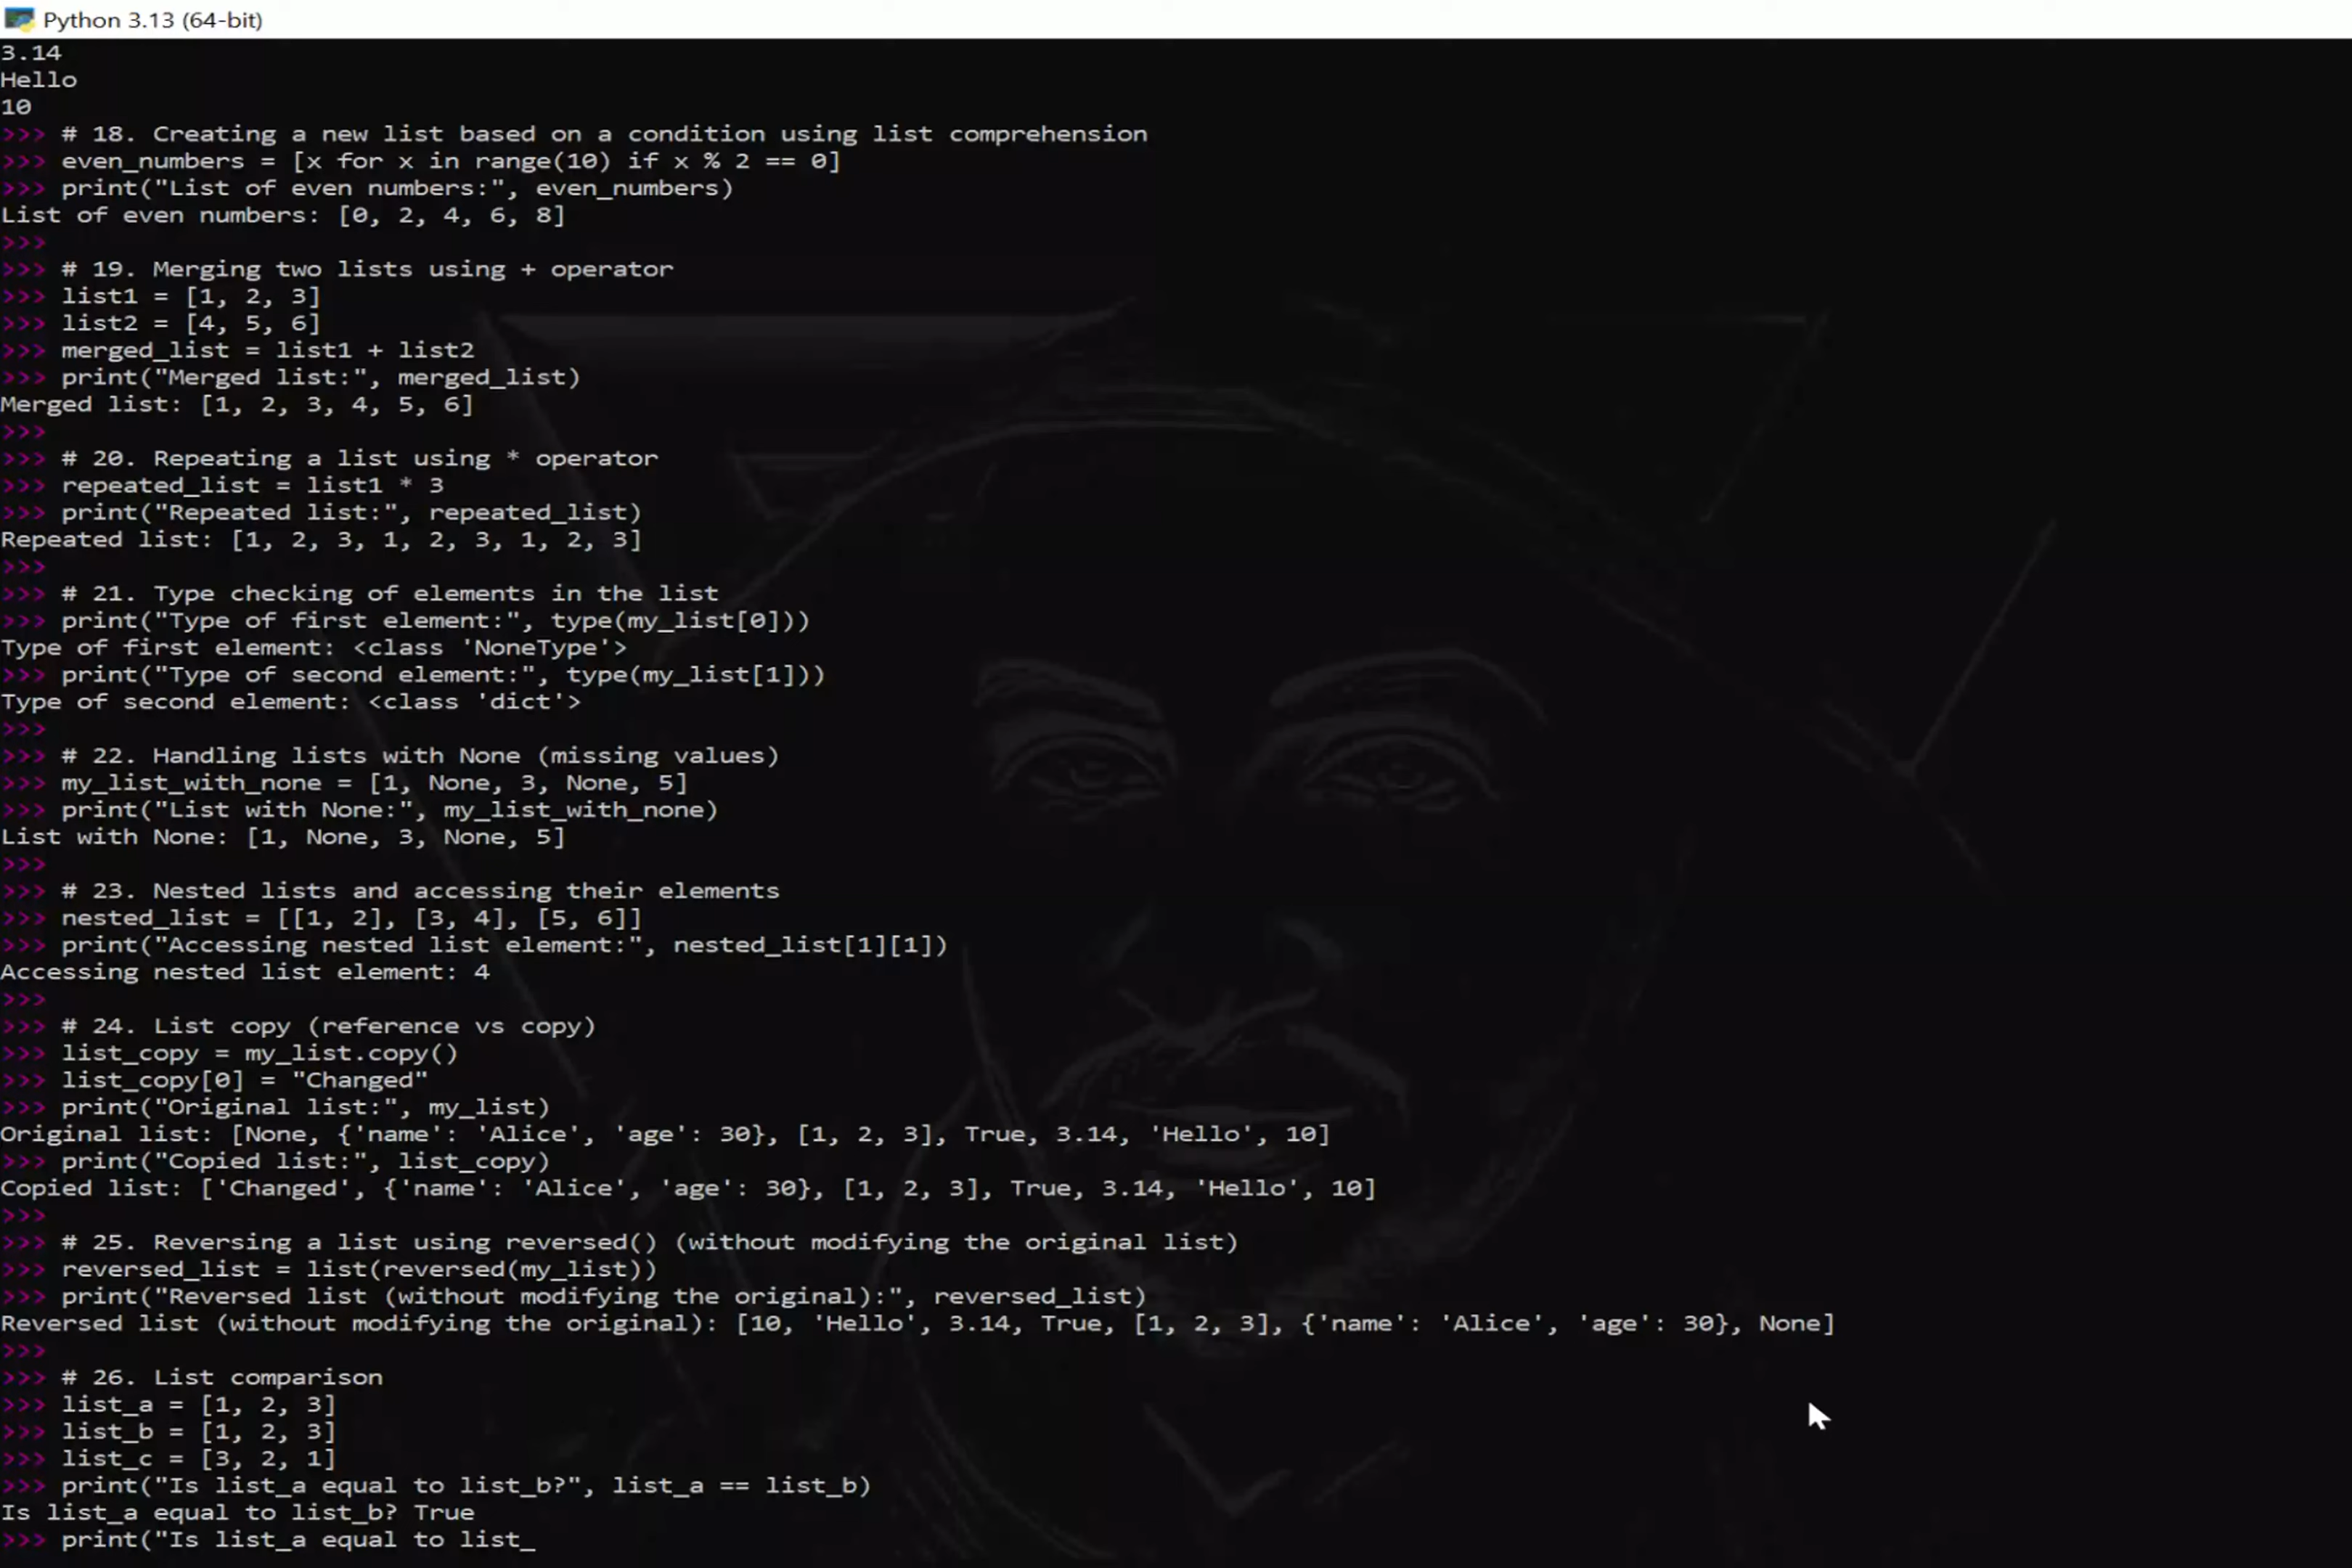 Python 3.13 (64-bit)
3.14
Hello
10
>>> # 18. Creating a new list based on a condition using list comprehension
>>> even_numbers = [x for x in range(10) if x % 2 == 0]
>>> print("List of even numbers:", even_numbers)
List of even numbers: [0, 2, 4, 6, 8]
>>>
>>> # 19. Merging two lists using + operator
>>> list1 = [1, 2, 3]
>>> list2 = [4, 5, 6]
>>> merged_list = list1 + list2
>>> print("Merged list:", merged_list)
Merged list: [1, 2, 3, 4, 5, 6]
>>>
>>> # 20. Repeating a list using * operator
>>> repeated_list = list1 * 3
>>> print("Repeated list:", repeated_list)
Repeated list: [1, 2, 3, 1, 2, 3, 1, 2, 3]
>>>
>>> # 21. Type checking of elements in the list
>>> print("Type of first element:", type(my_list[0]))
Type of first element: <class 'NoneType'>
>>> print("Type of second element:", type(my_list[1]))
Type of second element: <class 'dict'>
>>>
>>> # 22. Handling lists with None (missing values)
>>> my_list_with_none = [1, None, 3, None, 5]
>>> print("List with None:", my_list_with_none)
List with None: [1, None, 3, None, 5]
>>>
>>> # 23. Nested lists and accessing their elements
>>> nested_list = [[1, 2], [3, 4], [5, 6]]
>>> print("Accessing nested list element:", nested_list[1][1])
Accessing nested list element: 4
>>>
>>> # 24. List copy (reference vs copy)
>>> list_copy = my_list.copy()
>>> list_copy[0] = "Changed"
>>> print("Original list:", my_list)
Original list: [None, {'name': 'Alice', 'age': 30}, [1, 2, 3], True, 3.14, 'Hello', 10]
>>> print("Copied list:", list_copy)
Copied list: ['Changed', {'name': 'Alice', 'age': 30}, [1, 2, 3], True, 3.14, 'Hello', 10]
>>>
>>> # 25. Reversing a list using reversed() (without modifying the original list)
>>> reversed_list = list(reversed(my_list))
>>> print("Reversed list (without modifying the original):", reversed_list)
Reversed list (without modifying the original): [10, 'Hello', 3.14, True, [1, 2, 3], {'name': 'Alice', 'age': 30}, None]
>>>
>>> # 26. List comparison
>>> list_a = [1, 2, 3]
>>> list_b = [1, 2, 3]
>>> list_c = [3, 2, 1]
>>> print("Is list_a equal to list_b?", list_a == list_b)
Is list_a equal to list_b? True
>>> print("Is list_a equal to list_